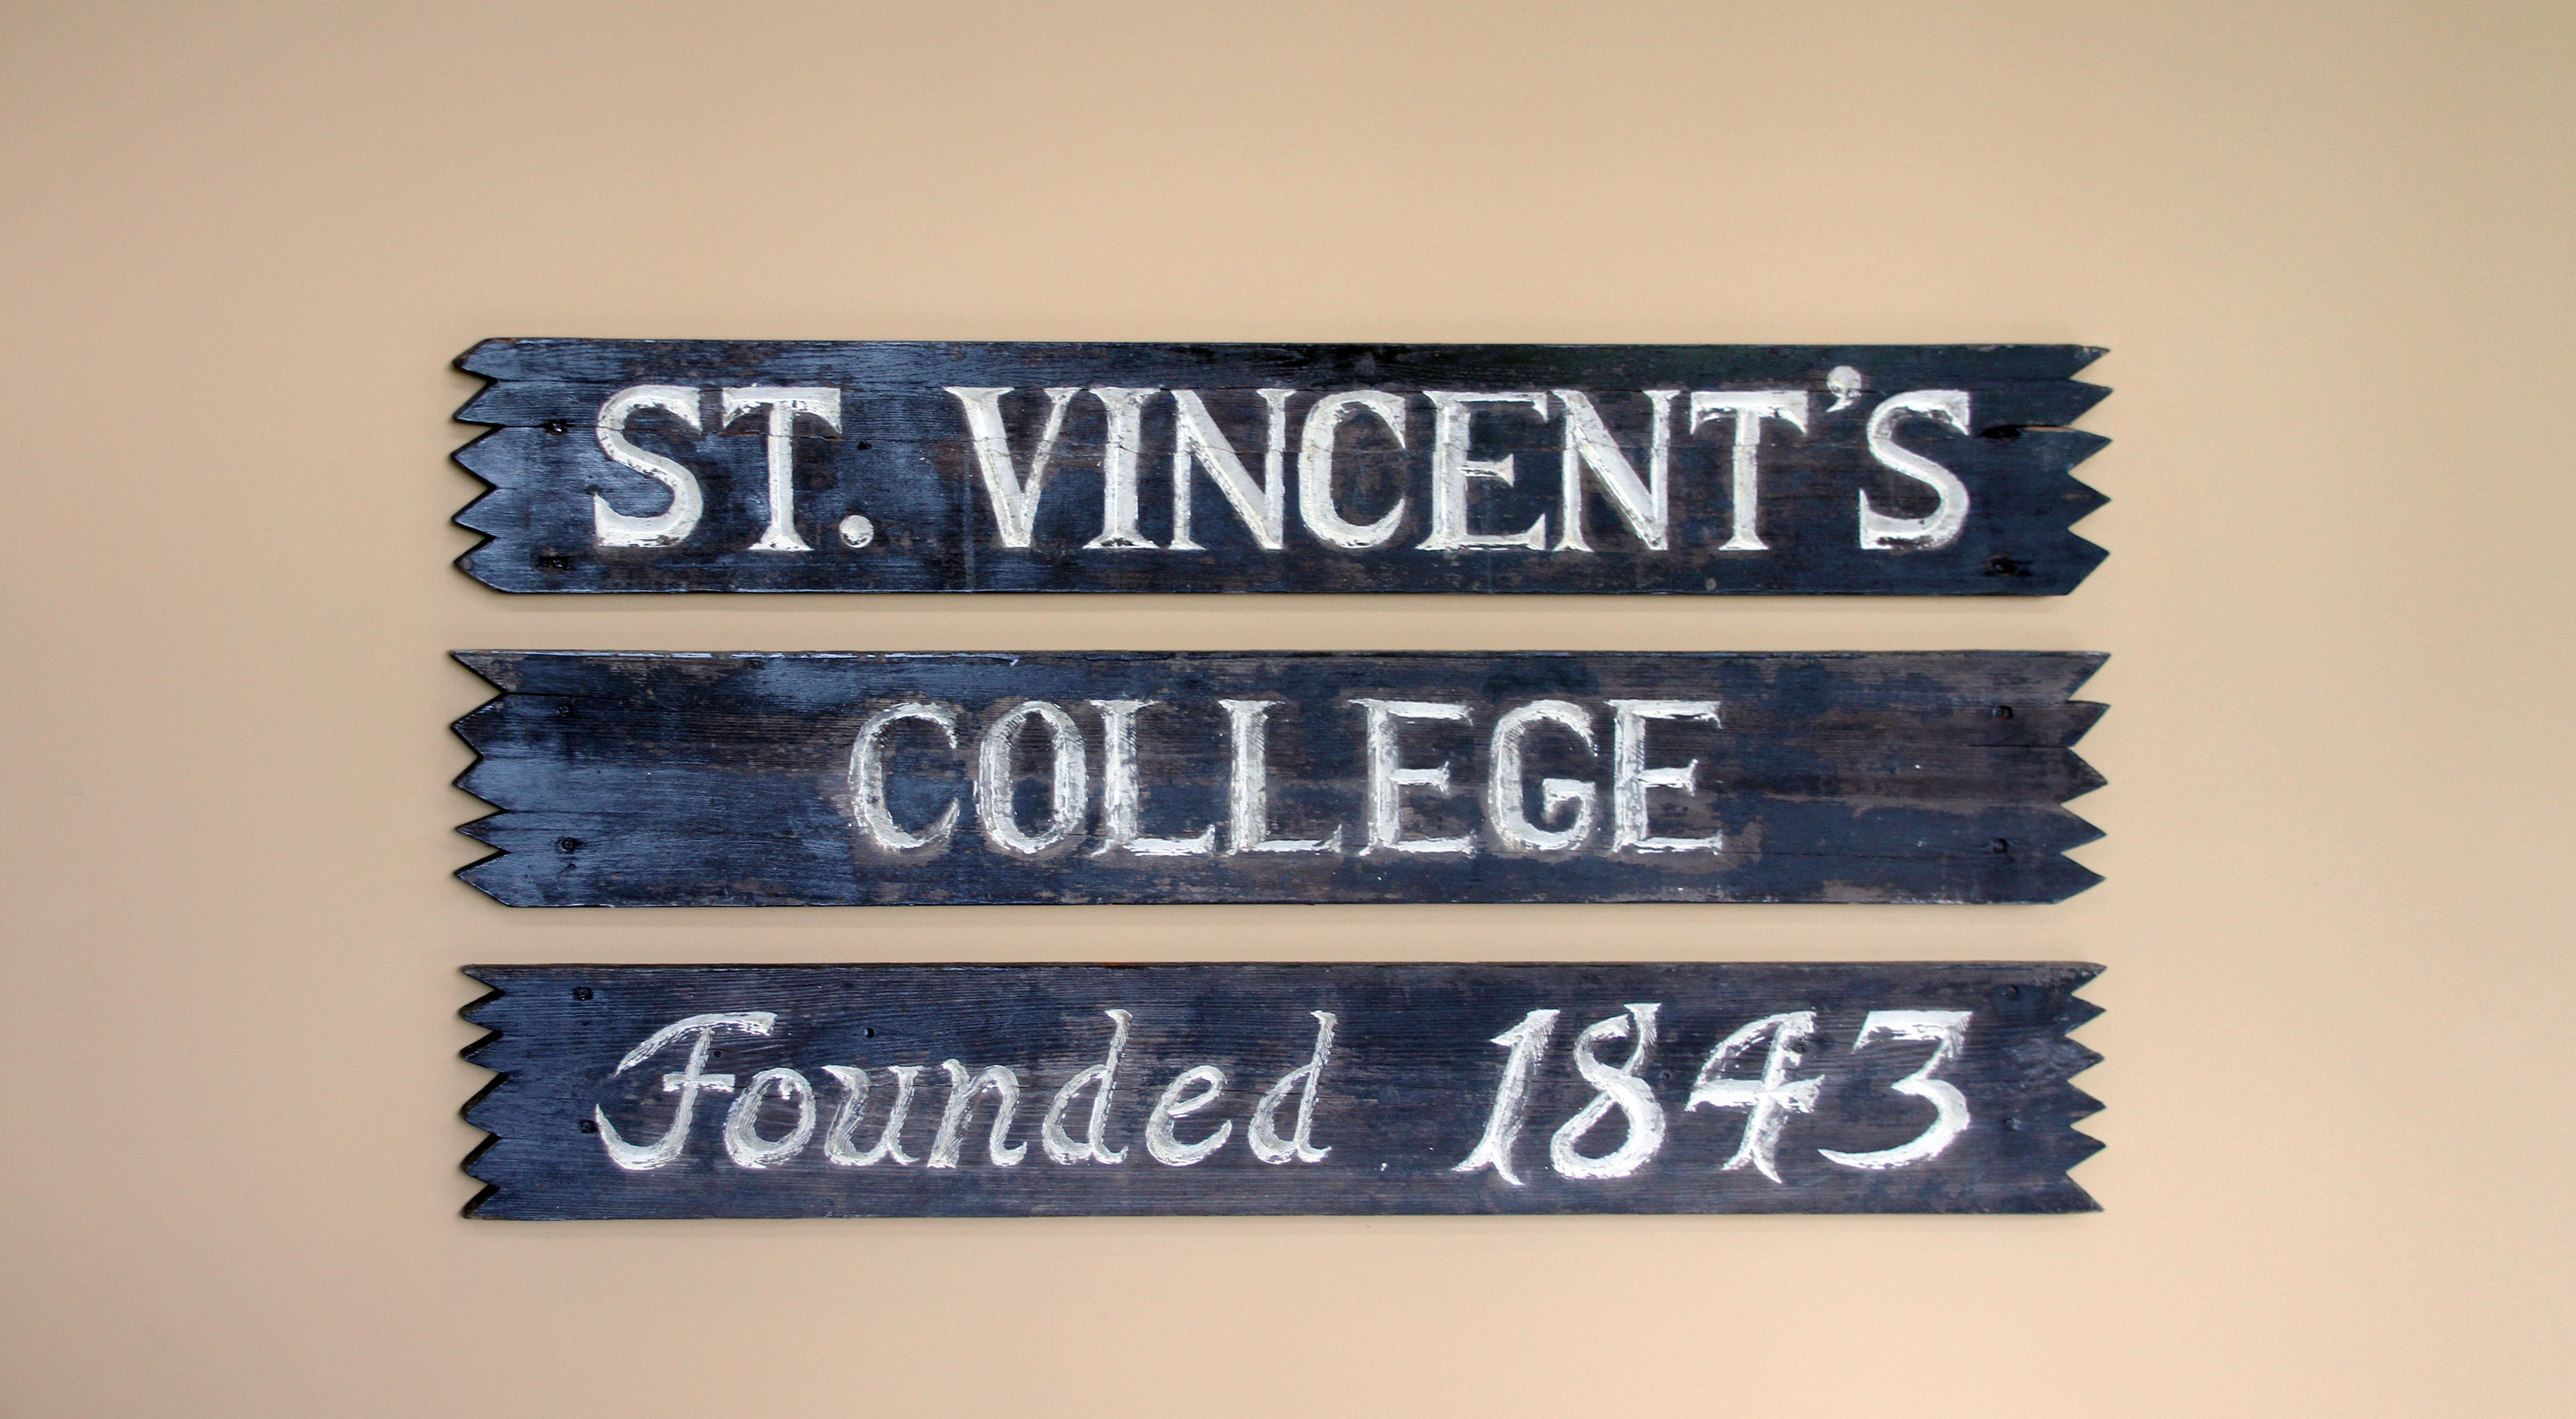 ST. VINCENT'S
COLLEGE
Founded 1843